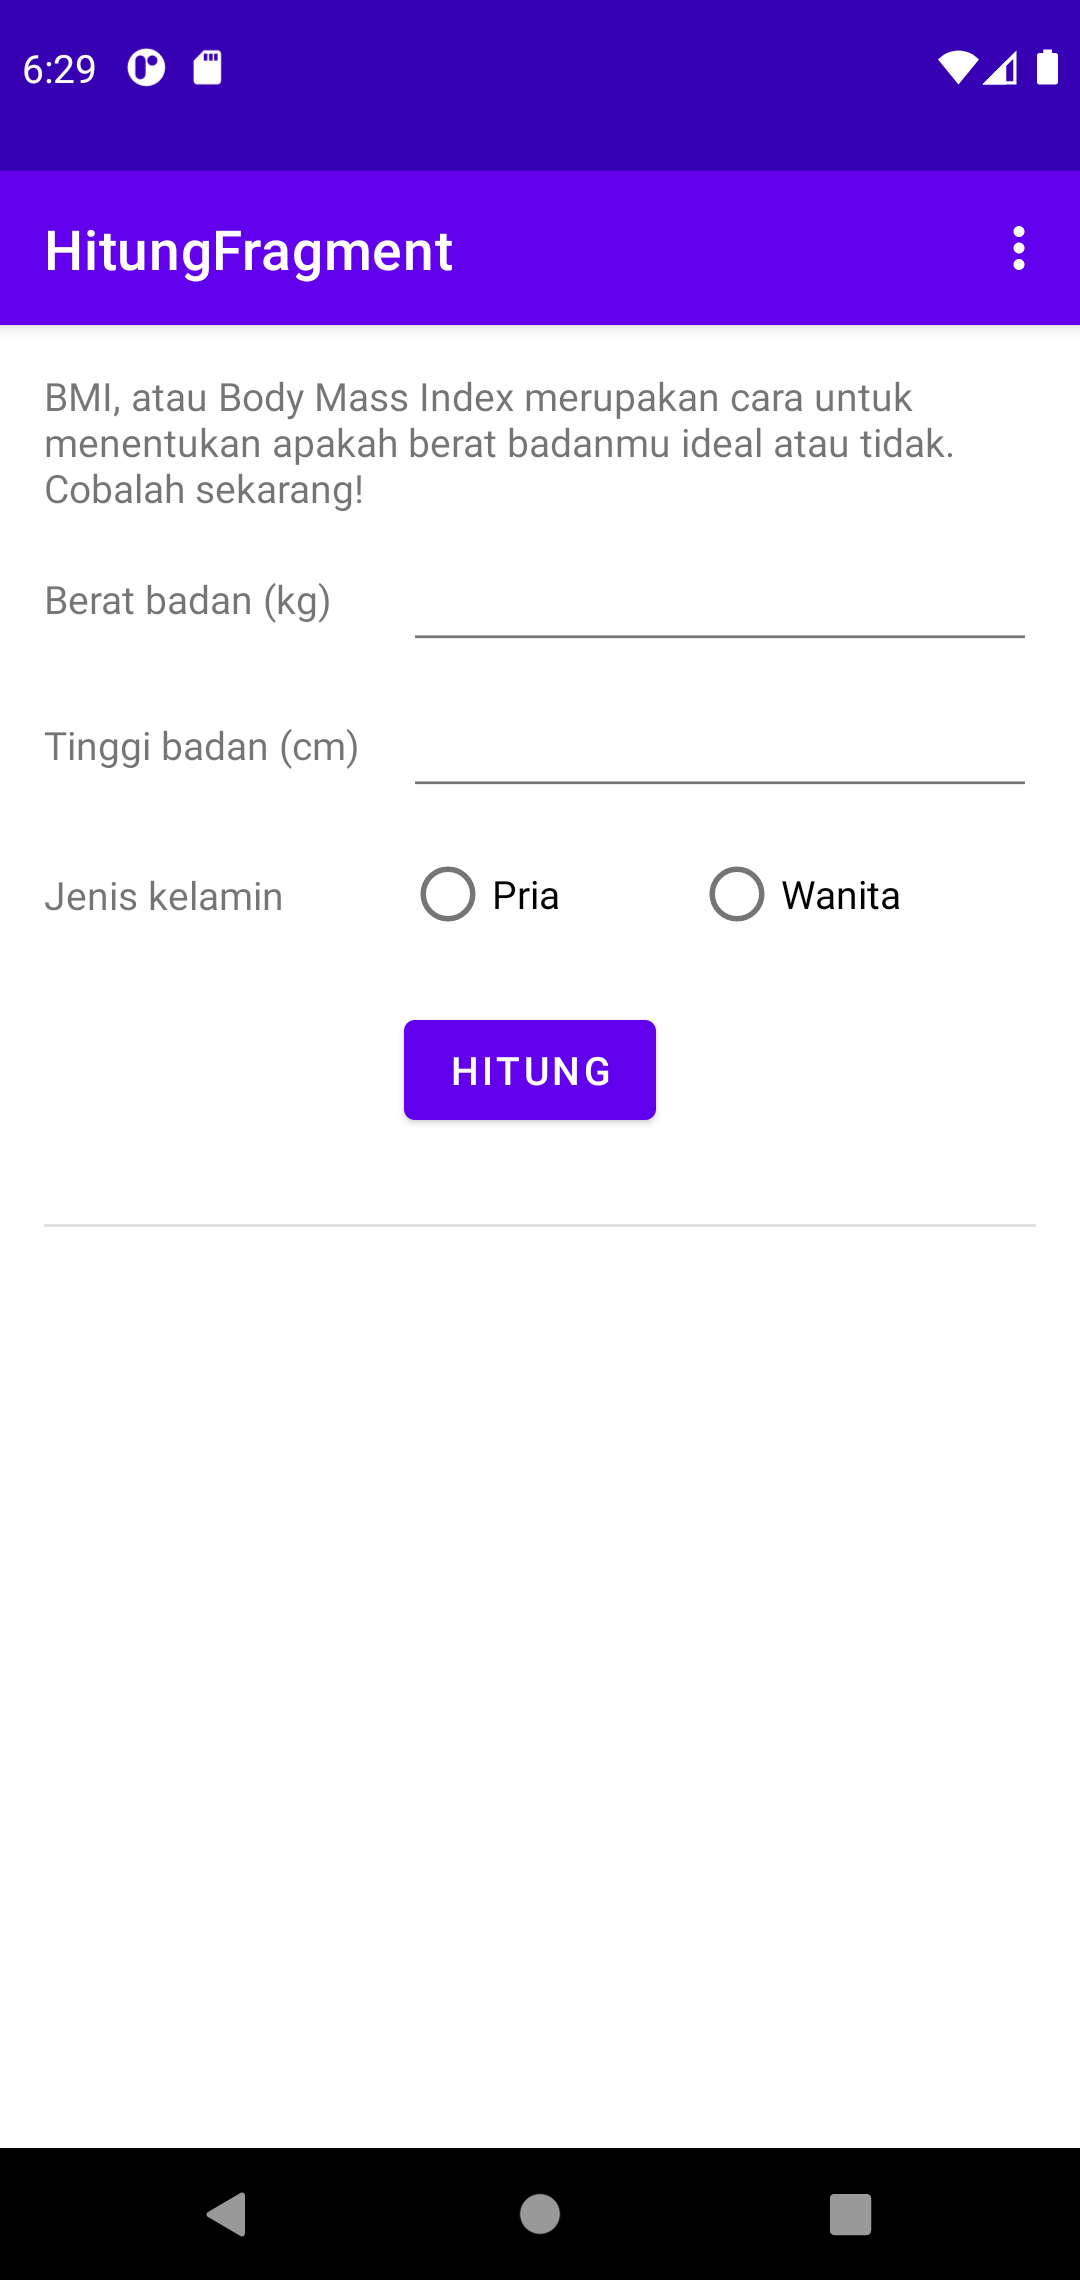 6:29
HitungFragment
BMI, atau Body Mass Index merupakan cara untuk
menentukan apakah berat badanmu ideal atau tidak.
Cobalah sekarang!
Berat badan (kg)
Tinggi badan (cm)
Jenis kelamin Pria Wanita
HITUNG